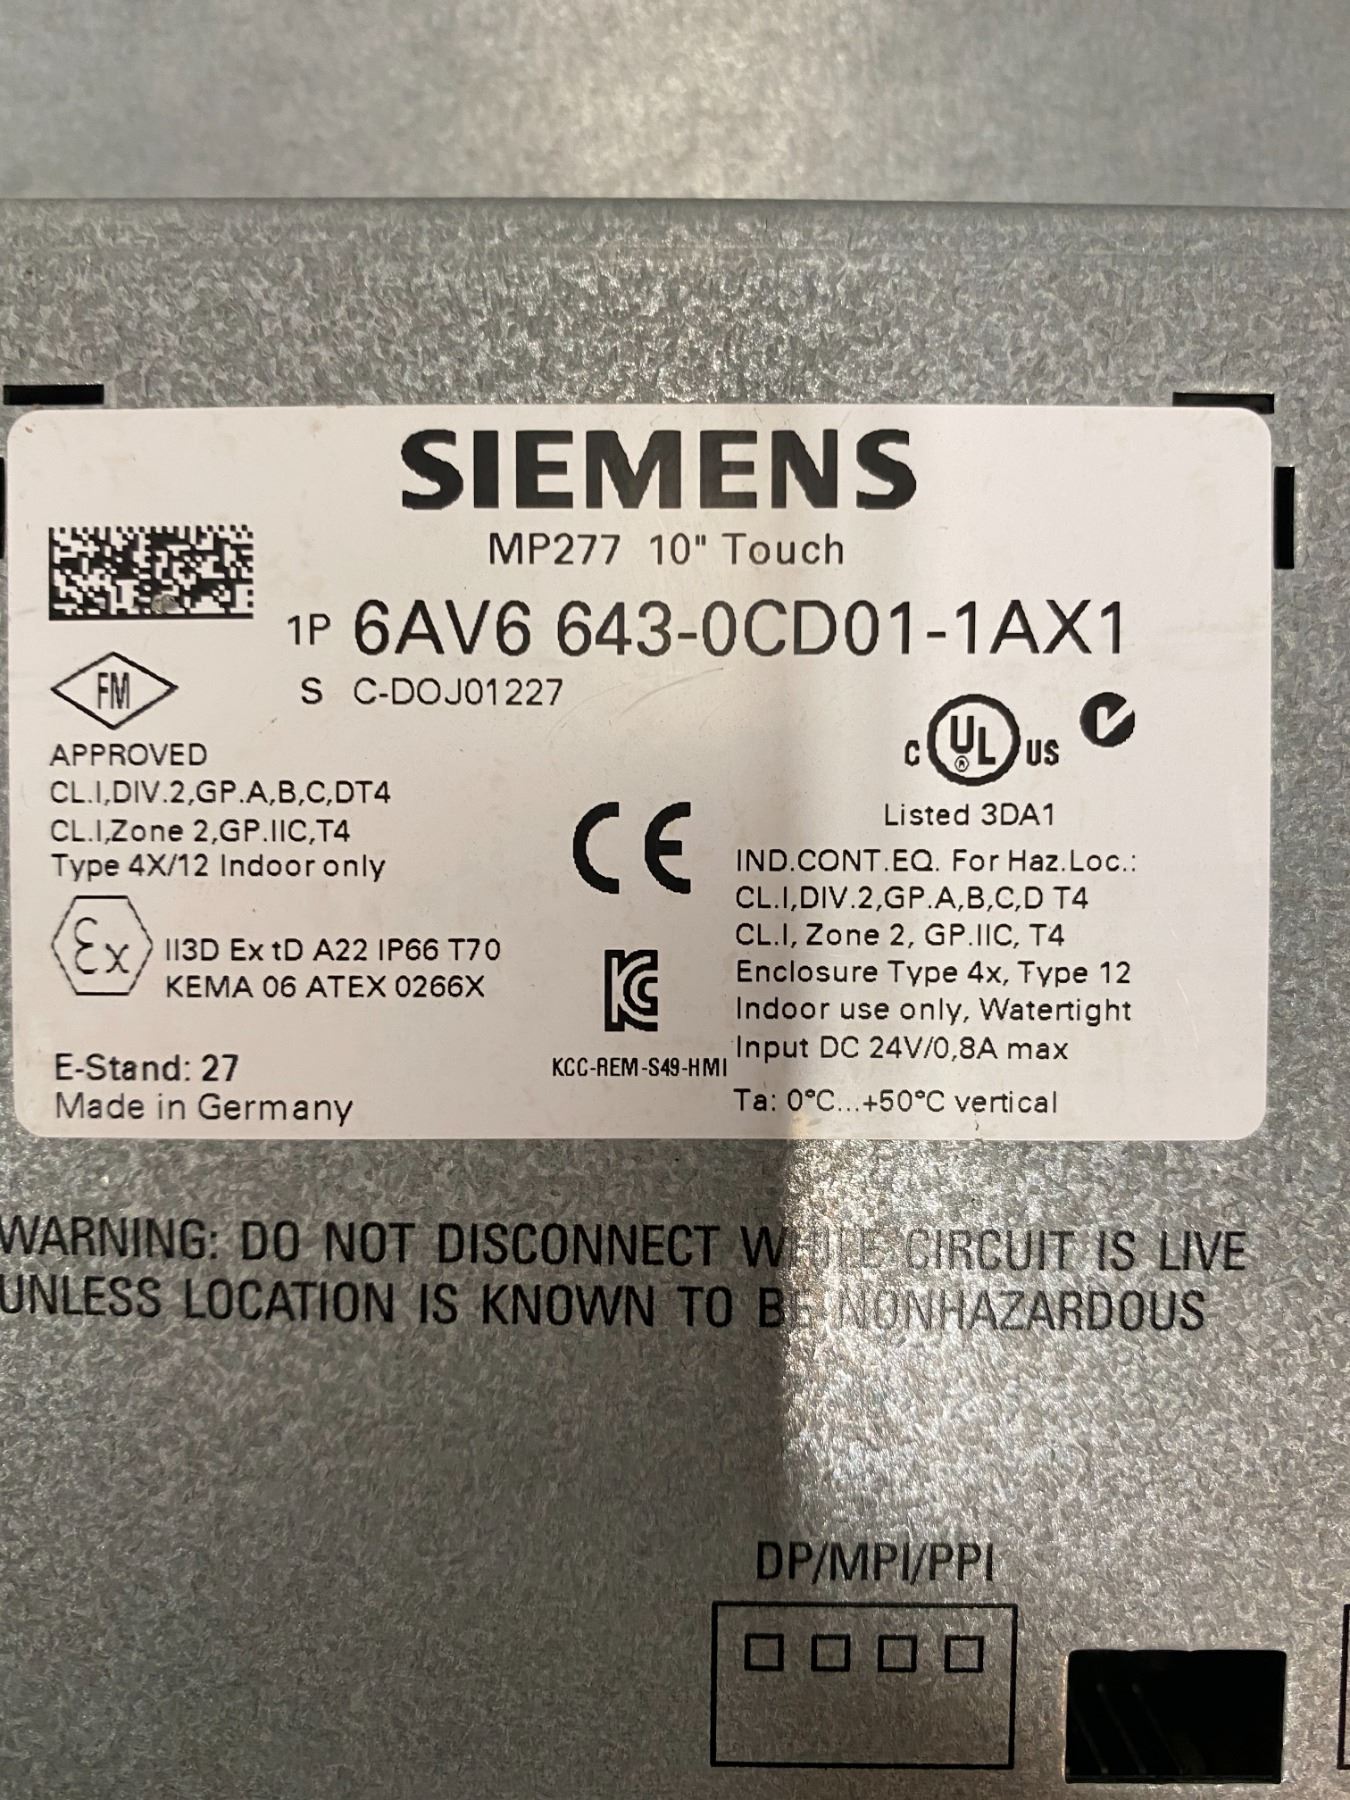 SIEMENS
MP277 10" Touch
1P 6AV6 643-0CD01-1AX1
S C-DOJ01227
FM
APPROVED
CL.I,DIV.2,GP.A,B,C,DT4
CL.I,Zone 2,GP.IIC,T4
Type 4X/12 Indoor only
Ex II3D Ex tD A22 IP66 T70
KEMA 06 ATEX 0266X
E-Stand: 27
Made in Germany
CE
KC
KCC-REM-S49-HMI
C UL ® US
Listed 3DA1
IND.CONT.EQ. For Haz.Loc.:
CL.I,DIV.2,GP.A,B,C,D T4
CL.I, Zone 2, GP.IIC, T4
Enclosure Type 4x, Type 12
Indoor use only, Watertight
Input DC 24V/0,8A max
Ta: 0°C...+50°C vertical
WARNING: DO NOT DISCONNECT WHILE CIRCUIT IS LIVE
UNLESS LOCATION IS KNOWN TO BE NONHAZARDOUS
DP/MPI/PPI